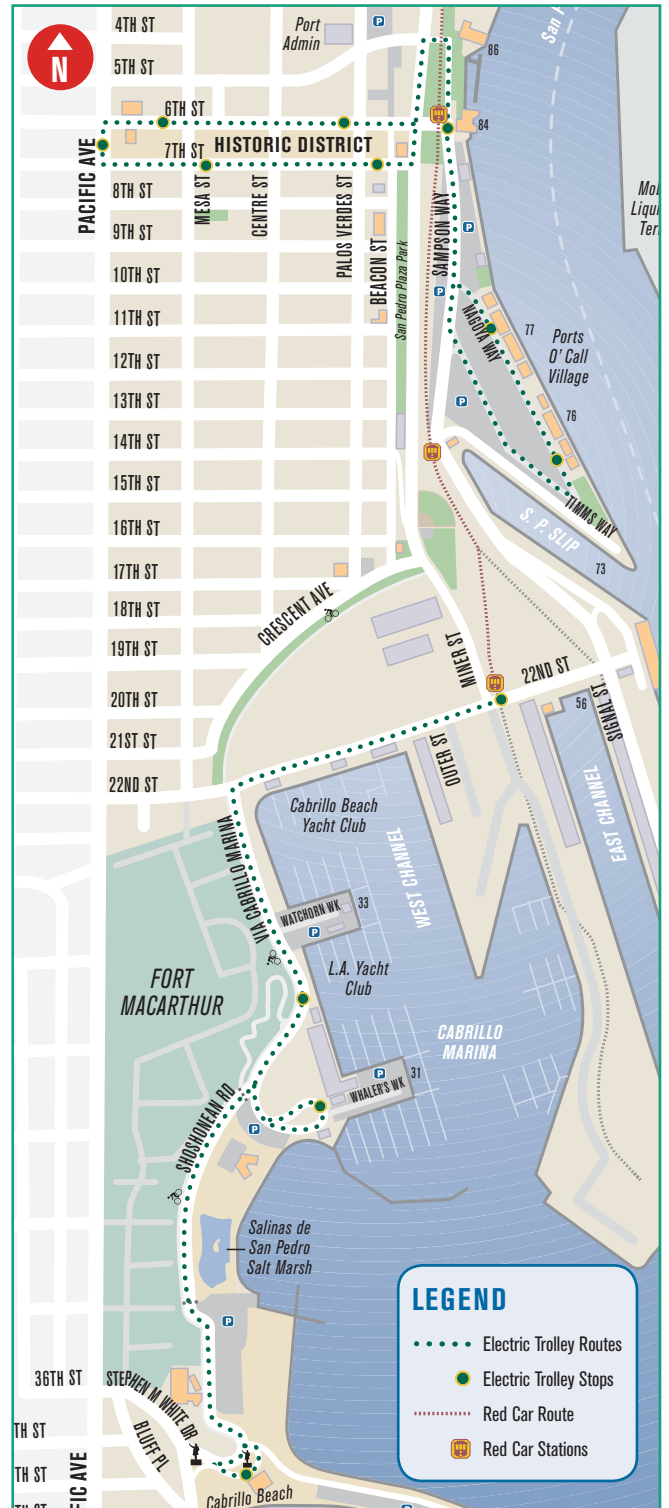 4TH ST
Port
Admin
5TH ST
N
86
6TH ST
84
HISTORIC DISTRICT
7TH ST
PACIFIC AVE
8TH ST
MESA ST
CENTRE ST
PALOS VERDES ST
BEACON ST
San Pedro Plaza Park
SAMPSON WAY
P
P
P
P
9TH ST
10TH ST
11TH ST
NAGOYA WAY
77
Ports
O' Call
Village
12TH ST
13TH ST
76
14TH ST
15TH ST
TIMMS WAY
S. P. SLIP
16TH ST
73
17TH ST
CRESCENT AVE
18TH ST
19TH ST
MINER ST
22ND ST
20TH ST
56
SIGNAL ST
21ST ST
OUTER ST
22ND ST
Cabrillo Beach
Yacht Club
EAST CHANNEL
WEST CHANNEL
VIA CABRILLO MARINA
WATCHORN WK
33
P
FORT
MACARTHUR
L.A. Yacht
Club
CABRILLO
MARINA
P
31
WHALER'S WK
SHOSHONEAN RD
P
Salinas de
San Pedro
Salt Marsh
P
LEGEND
Electric Trolley Routes
Electric Trolley Stops
Red Car Route
Red Car Stations
36TH ST
STEPHEN M WHITE DR
BLUFF PL
TH ST
TH ST
FIC AVE
Cabrillo Beach